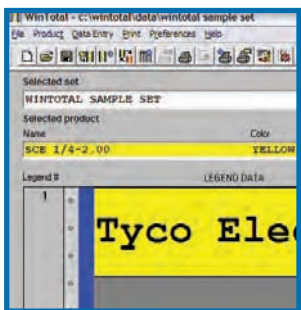 WinTotal - c:\wintotal\data\wintotal sample set
File Product Data Entry Print Preferences Help
Selected set
WINTOTAL SAMPLE SET
Selected product
Name Color
SCE 1/4-2.00 YELLOW
Legend # LEGEND DATA
1
Tyco Ele